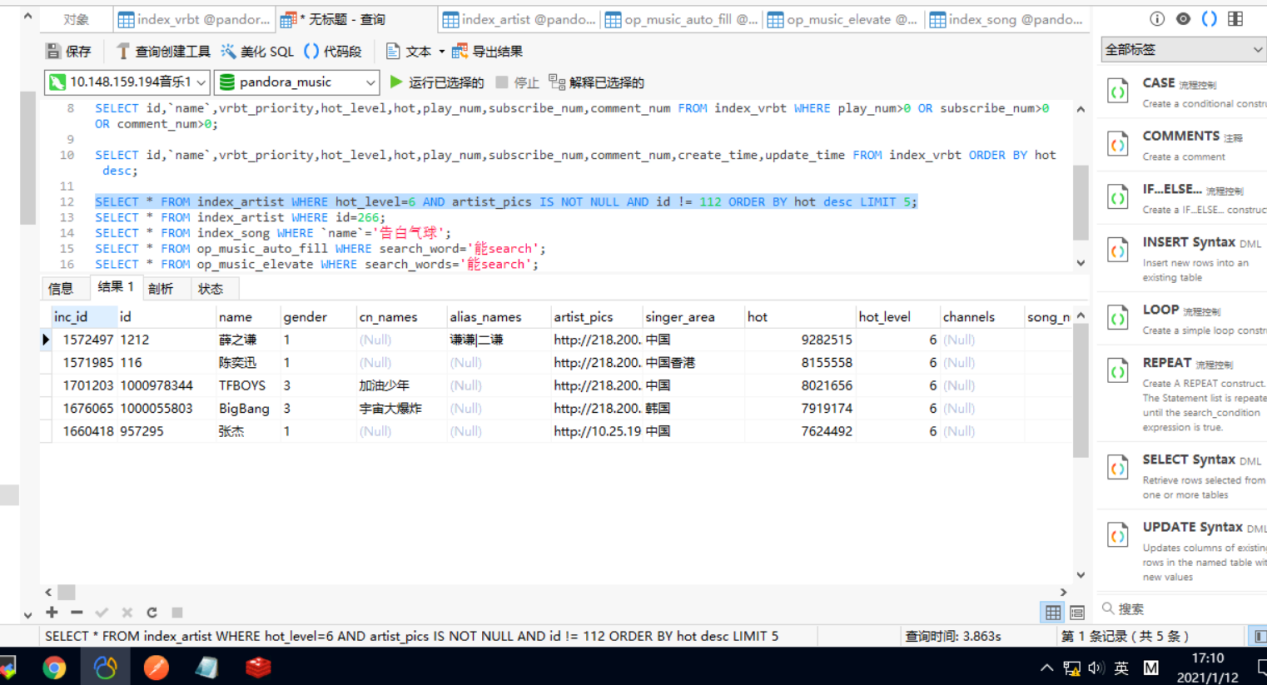 对象
index_vrbt @pandor...
* 无标题 - 查询
index_artist @pando...
op_music_auto_fill @...
op_music_elevate @...
index_song @pando...
保存
查询创建工具
美化 SQL
() 代码段
文本
导出结果
全部标签
10.148.159.194音乐1
pandora_music
运行已选择的
停止
解释已选择的
8 SELECT id,`name`,vrbt_priority,hot_level,hot,play_num,subscribe_num,comment_num FROM index_vrbt WHERE play_num>0 OR subscribe_num>0
OR comment_num>0;
9
10 SELECT id,`name`,vrbt_priority,hot_level,hot,play_num,subscribe_num,comment_num,create_time,update_time FROM index_vrbt ORDER BY hot
desc;
11
12 SELECT * FROM index_artist WHERE hot_level=6 AND artist_pics IS NOT NULL AND id != 112 ORDER BY hot desc LIMIT 5;
13 SELECT * FROM index_artist WHERE id=266;
14 SELECT * FROM index_song WHERE `name`='告白气球';
15 SELECT * FROM op_music_auto_fill WHERE search_word='能search';
16 SELECT * FROM op_music_elevate WHERE search_words='能search';
信息 结果 1 剖析 状态
inc_id id name gender cn_names alias_names artist_pics singer_area hot hot_level channels song_n
1572497 1212 薛之谦 1 (Null) 谦谦|二谦 http://218.200. 中国 9282515 6 (Null)
1571985 116 陈奕迅 1 (Null) (Null) http://218.200. 中国香港 8155558 6 (Null)
1701203 1000978344 TFBOYS 3 加油少年 (Null) http://218.200. 中国 8021656 6 (Null)
1676065 1000055803 BigBang 3 宇宙大爆炸 (Null) http://218.200. 韩国 7919174 6 (Null)
1660418 957295 张杰 1 (Null) (Null) http://10.25.19 中国 7624492 6 (Null)
CASE 流程控制
Create a conditional constru
COMMENTS 注释
Create a comment
IF...ELSE... 流程控制
Create a IF...ELSE... construc
INSERT Syntax DML
Insert new rows into an
existing table
LOOP 流程控制
Create a simple loop constru
REPEAT 流程控制
Create A REPEAT construct.
The Statement list is repeate
until the search_condition
expression is true.
SELECT Syntax DML
Retrieve rows selected from
one or more tables
UPDATE Syntax DML
Updates columns of existing
rows in the named table wit
new values
搜索
SELECT * FROM index_artist WHERE hot_level=6 AND artist_pics IS NOT NULL AND id != 112 ORDER BY hot desc LIMIT 5
查询时间: 3.863s
第 1 条记录 ( 共 5 条 )
英
M
17:10
2021/1/12